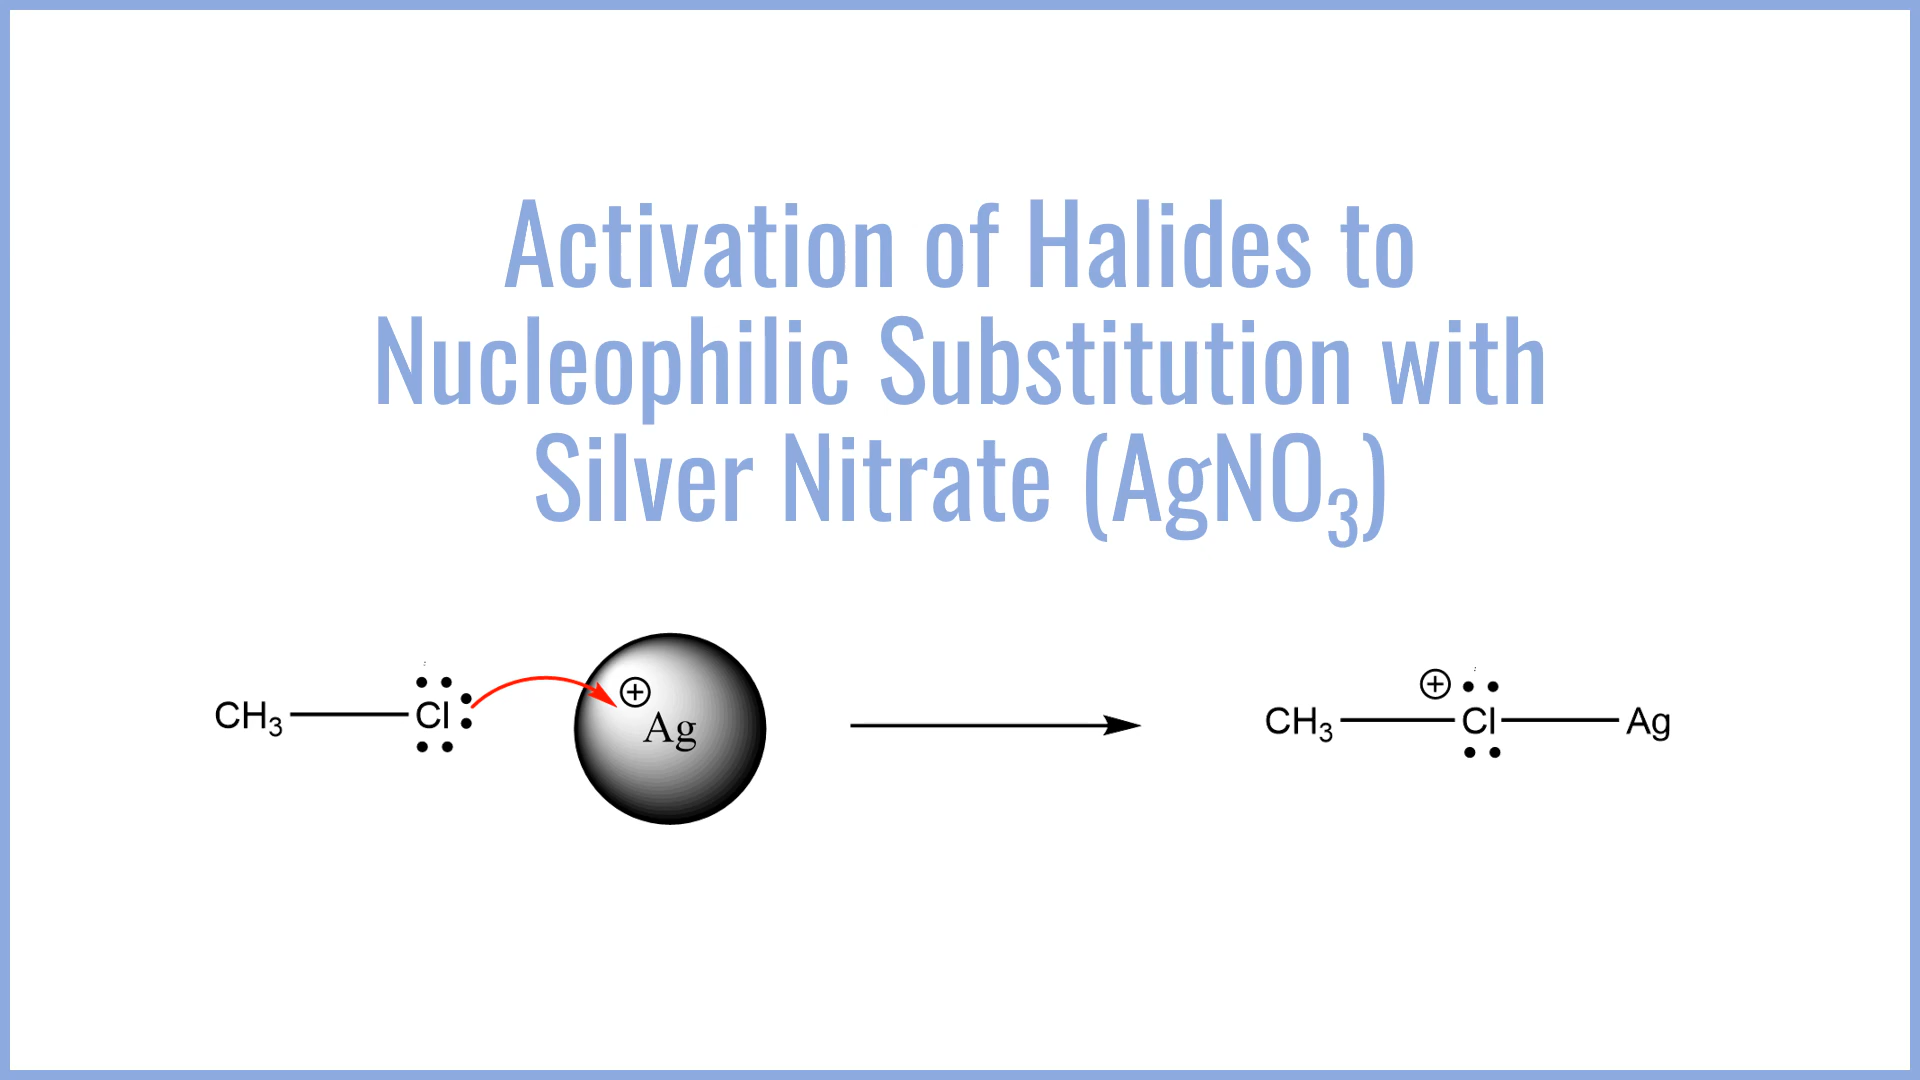 Activation of Halides to
Nucleophilic Substitution with
Silver Nitrate (AgNO₃)
CH₃ Cl ⊕ Ag CH₃ ⊕ Cl Ag